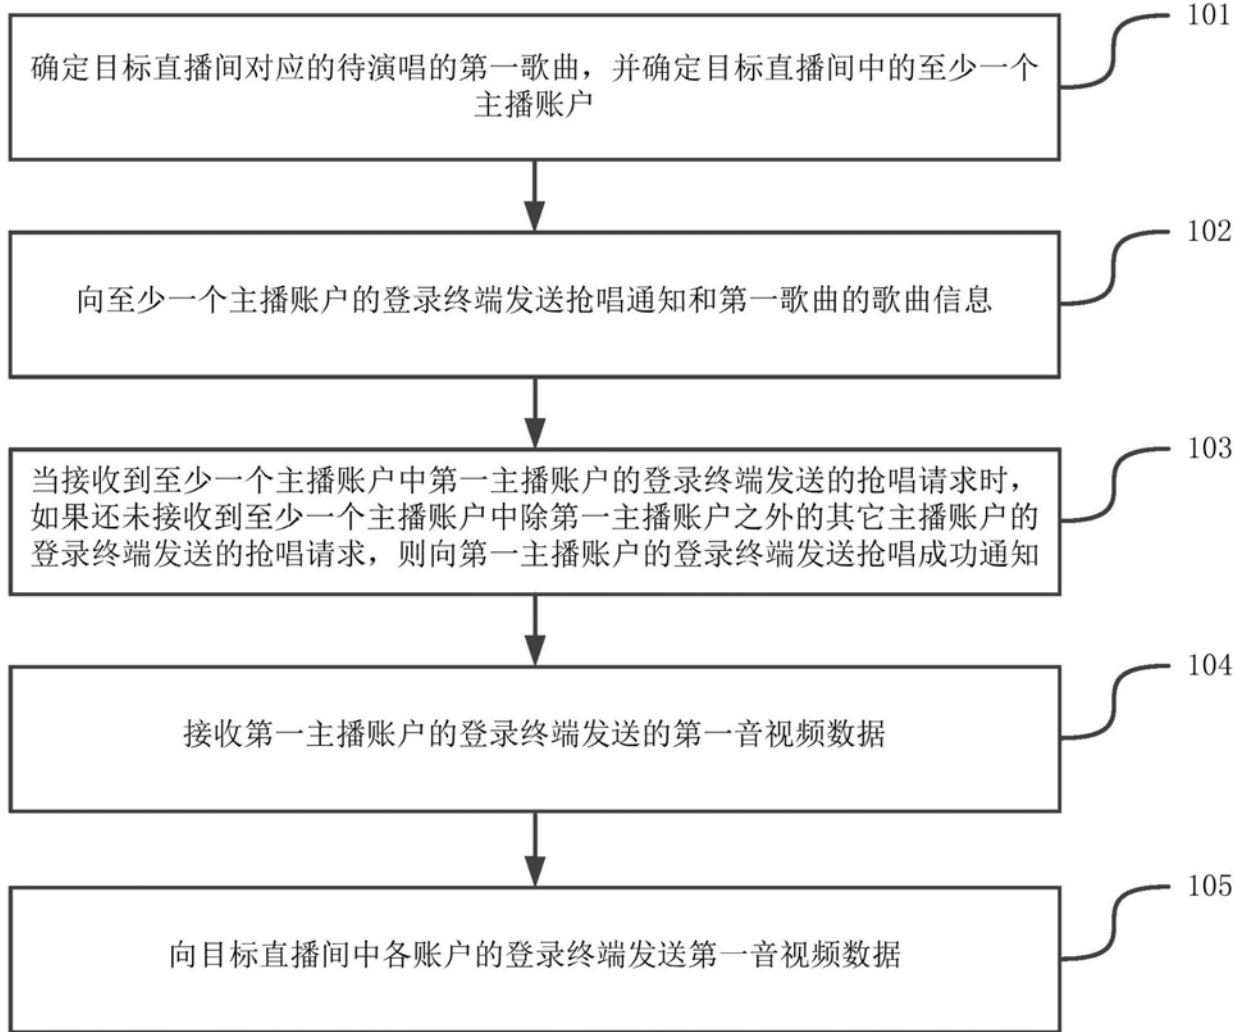 101
确定目标直播间对应的待演唱的第一歌曲，并确定目标直播间中的至少一个
主播账户
102
向至少一个主播账户的登录终端发送抢唱通知和第一歌曲的歌曲信息
103
当接收到至少一个主播账户中第一主播账户的登录终端发送的抢唱请求时，
如果还未接收到至少一个主播账户中除第一主播账户之外的其它主播账户的
登录终端发送的抢唱请求，则向第一主播账户的登录终端发送抢唱成功通知
104
接收第一主播账户的登录终端发送的第一音视频数据
105
向目标直播间中各账户的登录终端发送第一音视频数据